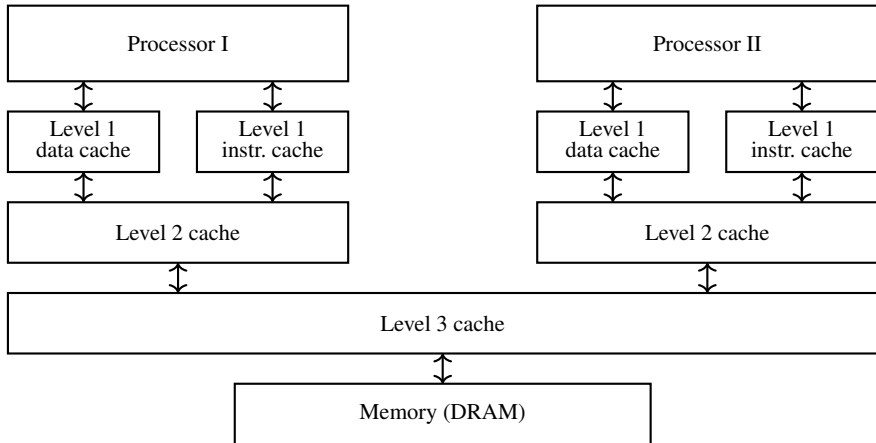 Processor I
Processor II
Level 1
data cache
Level 1
instr. cache
Level 1
data cache
Level 1
instr. cache
Level 2 cache
Level 2 cache
Level 3 cache
Memory (DRAM)